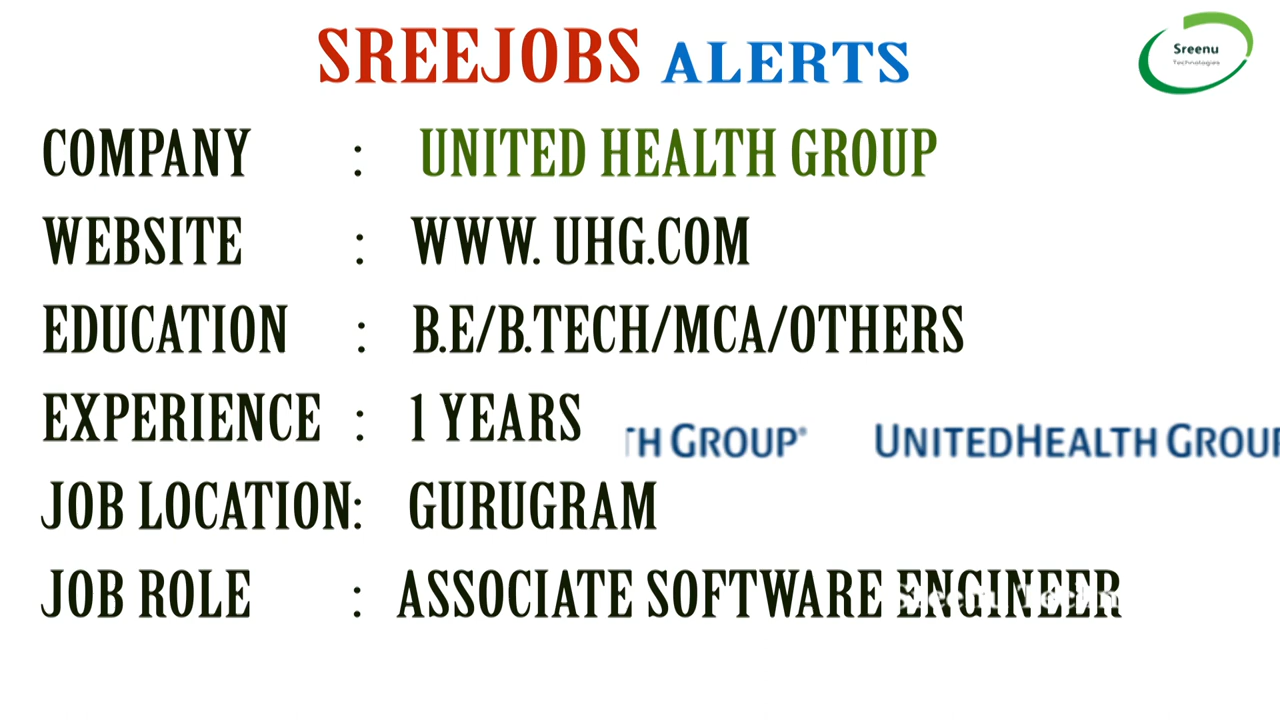 SREEJOBS ALERTS
Sreenu
Technologies
COMPANY : UNITED HEALTH GROUP
WEBSITE : WWW. UHG.COM
EDUCATION : B.E/B.TECH/MCA/OTHERS
EXPERIENCE : 1 YEARS
TH GROUP® UNITEDHEALTH GROUP
JOB LOCATION: GURUGRAM
JOB ROLE : ASSOCIATE SOFTWARE ENGINEER